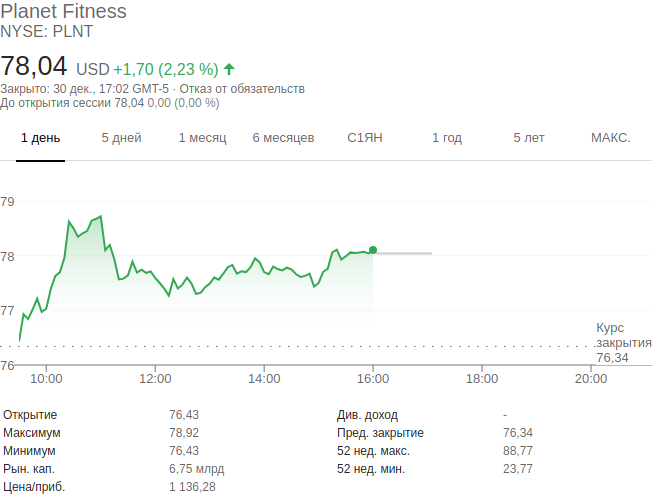 Planet Fitness
NYSE: PLNT
78,04 USD +1,70 (2,23 %)
Закрыто: 30 дек., 17:02 GMT-5 · Отказ от обязательств
До открытия сессии 78,04 0,00 (0,00 %)
1 день 5 дней 1 месяц 6 месяцев С1ЯН 1 год 5 лет МАКС.
79
78
77
Курс
закрытия
76,34
76
10:00 12:00 14:00 16:00 18:00 20:00
Открытие 76,43 Див. доход -
Максимум 78,92 Пред. закрытие 76,34
Минимум 76,43 52 нед. макс. 88,77
Рын. кап. 6,75 млрд 52 нед. мин. 23,77
Цена/приб. 1 136,28